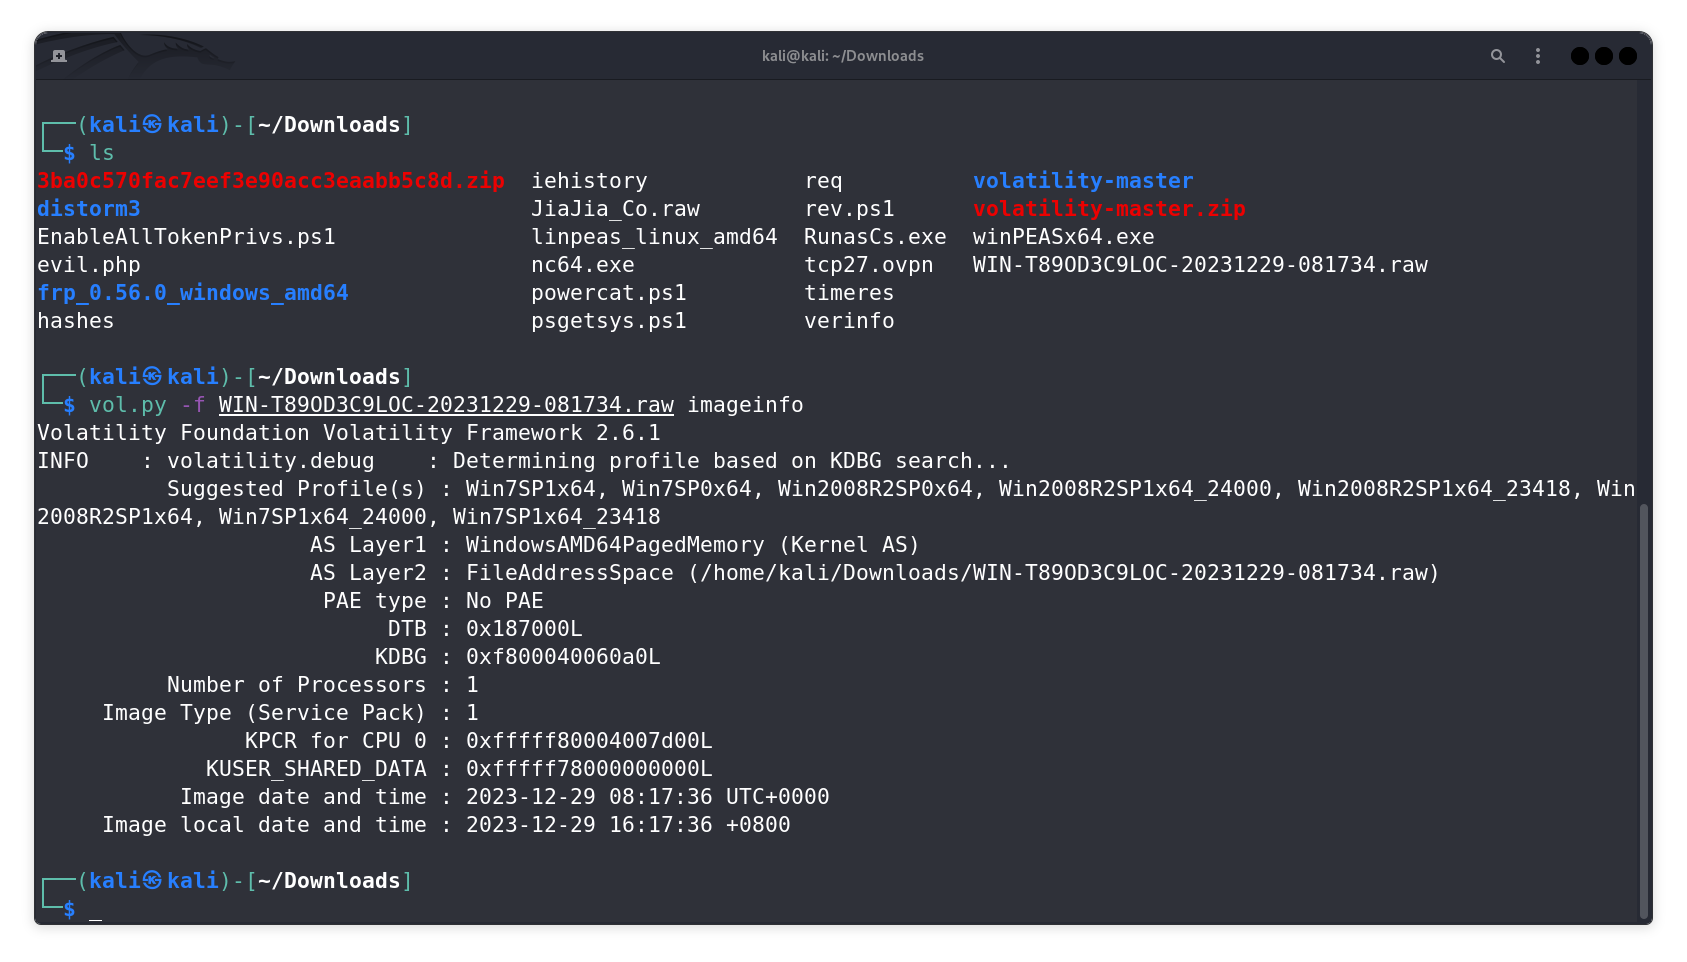 kali@kali: ~/Downloads
┌──(kali㉿kali)-[~/Downloads]
└─$ ls
3ba0c570fac7eef3e90acc3eaabb5c8d.zip  iehistory            req          volatility-master
distorm3                              JiaJia_Co.raw        rev.ps1      volatility-master.zip
EnableAllTokenPrivs.ps1               linpeas_linux_amd64  RunasCs.exe  winPEASx64.exe
evil.php                              nc64.exe             tcp27.ovpn   WIN-T89OD3C9LOC-20231229-081734.raw
frp_0.56.0_windows_amd64              powercat.ps1         timeres
hashes                                psgetsys.ps1         verinfo
┌──(kali㉿kali)-[~/Downloads]
└─$ vol.py -f WIN-T89OD3C9LOC-20231229-081734.raw imageinfo
Volatility Foundation Volatility Framework 2.6.1
INFO    : volatility.debug    : Determining profile based on KDBG search...
          Suggested Profile(s) : Win7SP1x64, Win7SP0x64, Win2008R2SP0x64, Win2008R2SP1x64_24000, Win2008R2SP1x64_23418, Win
2008R2SP1x64, Win7SP1x64_24000, Win7SP1x64_23418
                     AS Layer1 : WindowsAMD64PagedMemory (Kernel AS)
                     AS Layer2 : FileAddressSpace (/home/kali/Downloads/WIN-T89OD3C9LOC-20231229-081734.raw)
                      PAE type : No PAE
                           DTB : 0x187000L
                          KDBG : 0xf800040060a0L
          Number of Processors : 1
     Image Type (Service Pack) : 1
                KPCR for CPU 0 : 0xfffff80004007d00L
             KUSER_SHARED_DATA : 0xfffff78000000000L
           Image date and time : 2023-12-29 08:17:36 UTC+0000
     Image local date and time : 2023-12-29 16:17:36 +0800
┌──(kali㉿kali)-[~/Downloads]
└─$ _